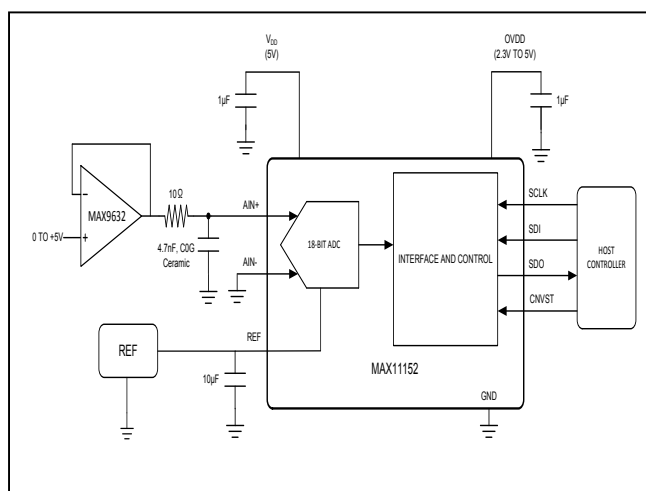 VDD
(5V)
OVDD
(2.3V TO 5V)
1µF
1µF
MAX9632
0 TO +5V
10Ω
4.7nF, C0G
Ceramic
AIN+
AIN-
18-BIT ADC
INTERFACE AND CONTROL
SCLK
SDI
SDO
CNVST
HOST
CONTROLLER
REF
REF
10µF
MAX11152
GND